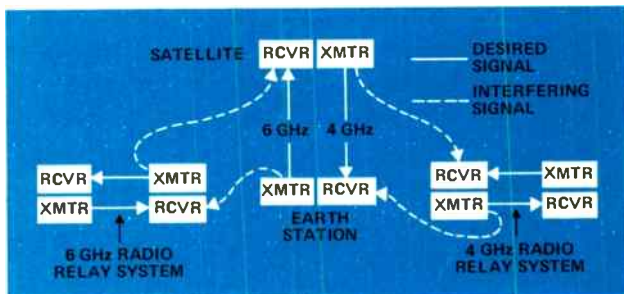 SATELLITE
RCVR XMTR
DESIRED
SIGNAL
INTERFERING
SIGNAL
6 GHz 4 GHz
RCVR XMTR
XMTR RCVR
XMTR RCVR
EARTH
STATION
RCVR XMTR
XMTR RCVR
6 GHz RADIO
RELAY SYSTEM
4 GHz RADIO
RELAY SYSTEM